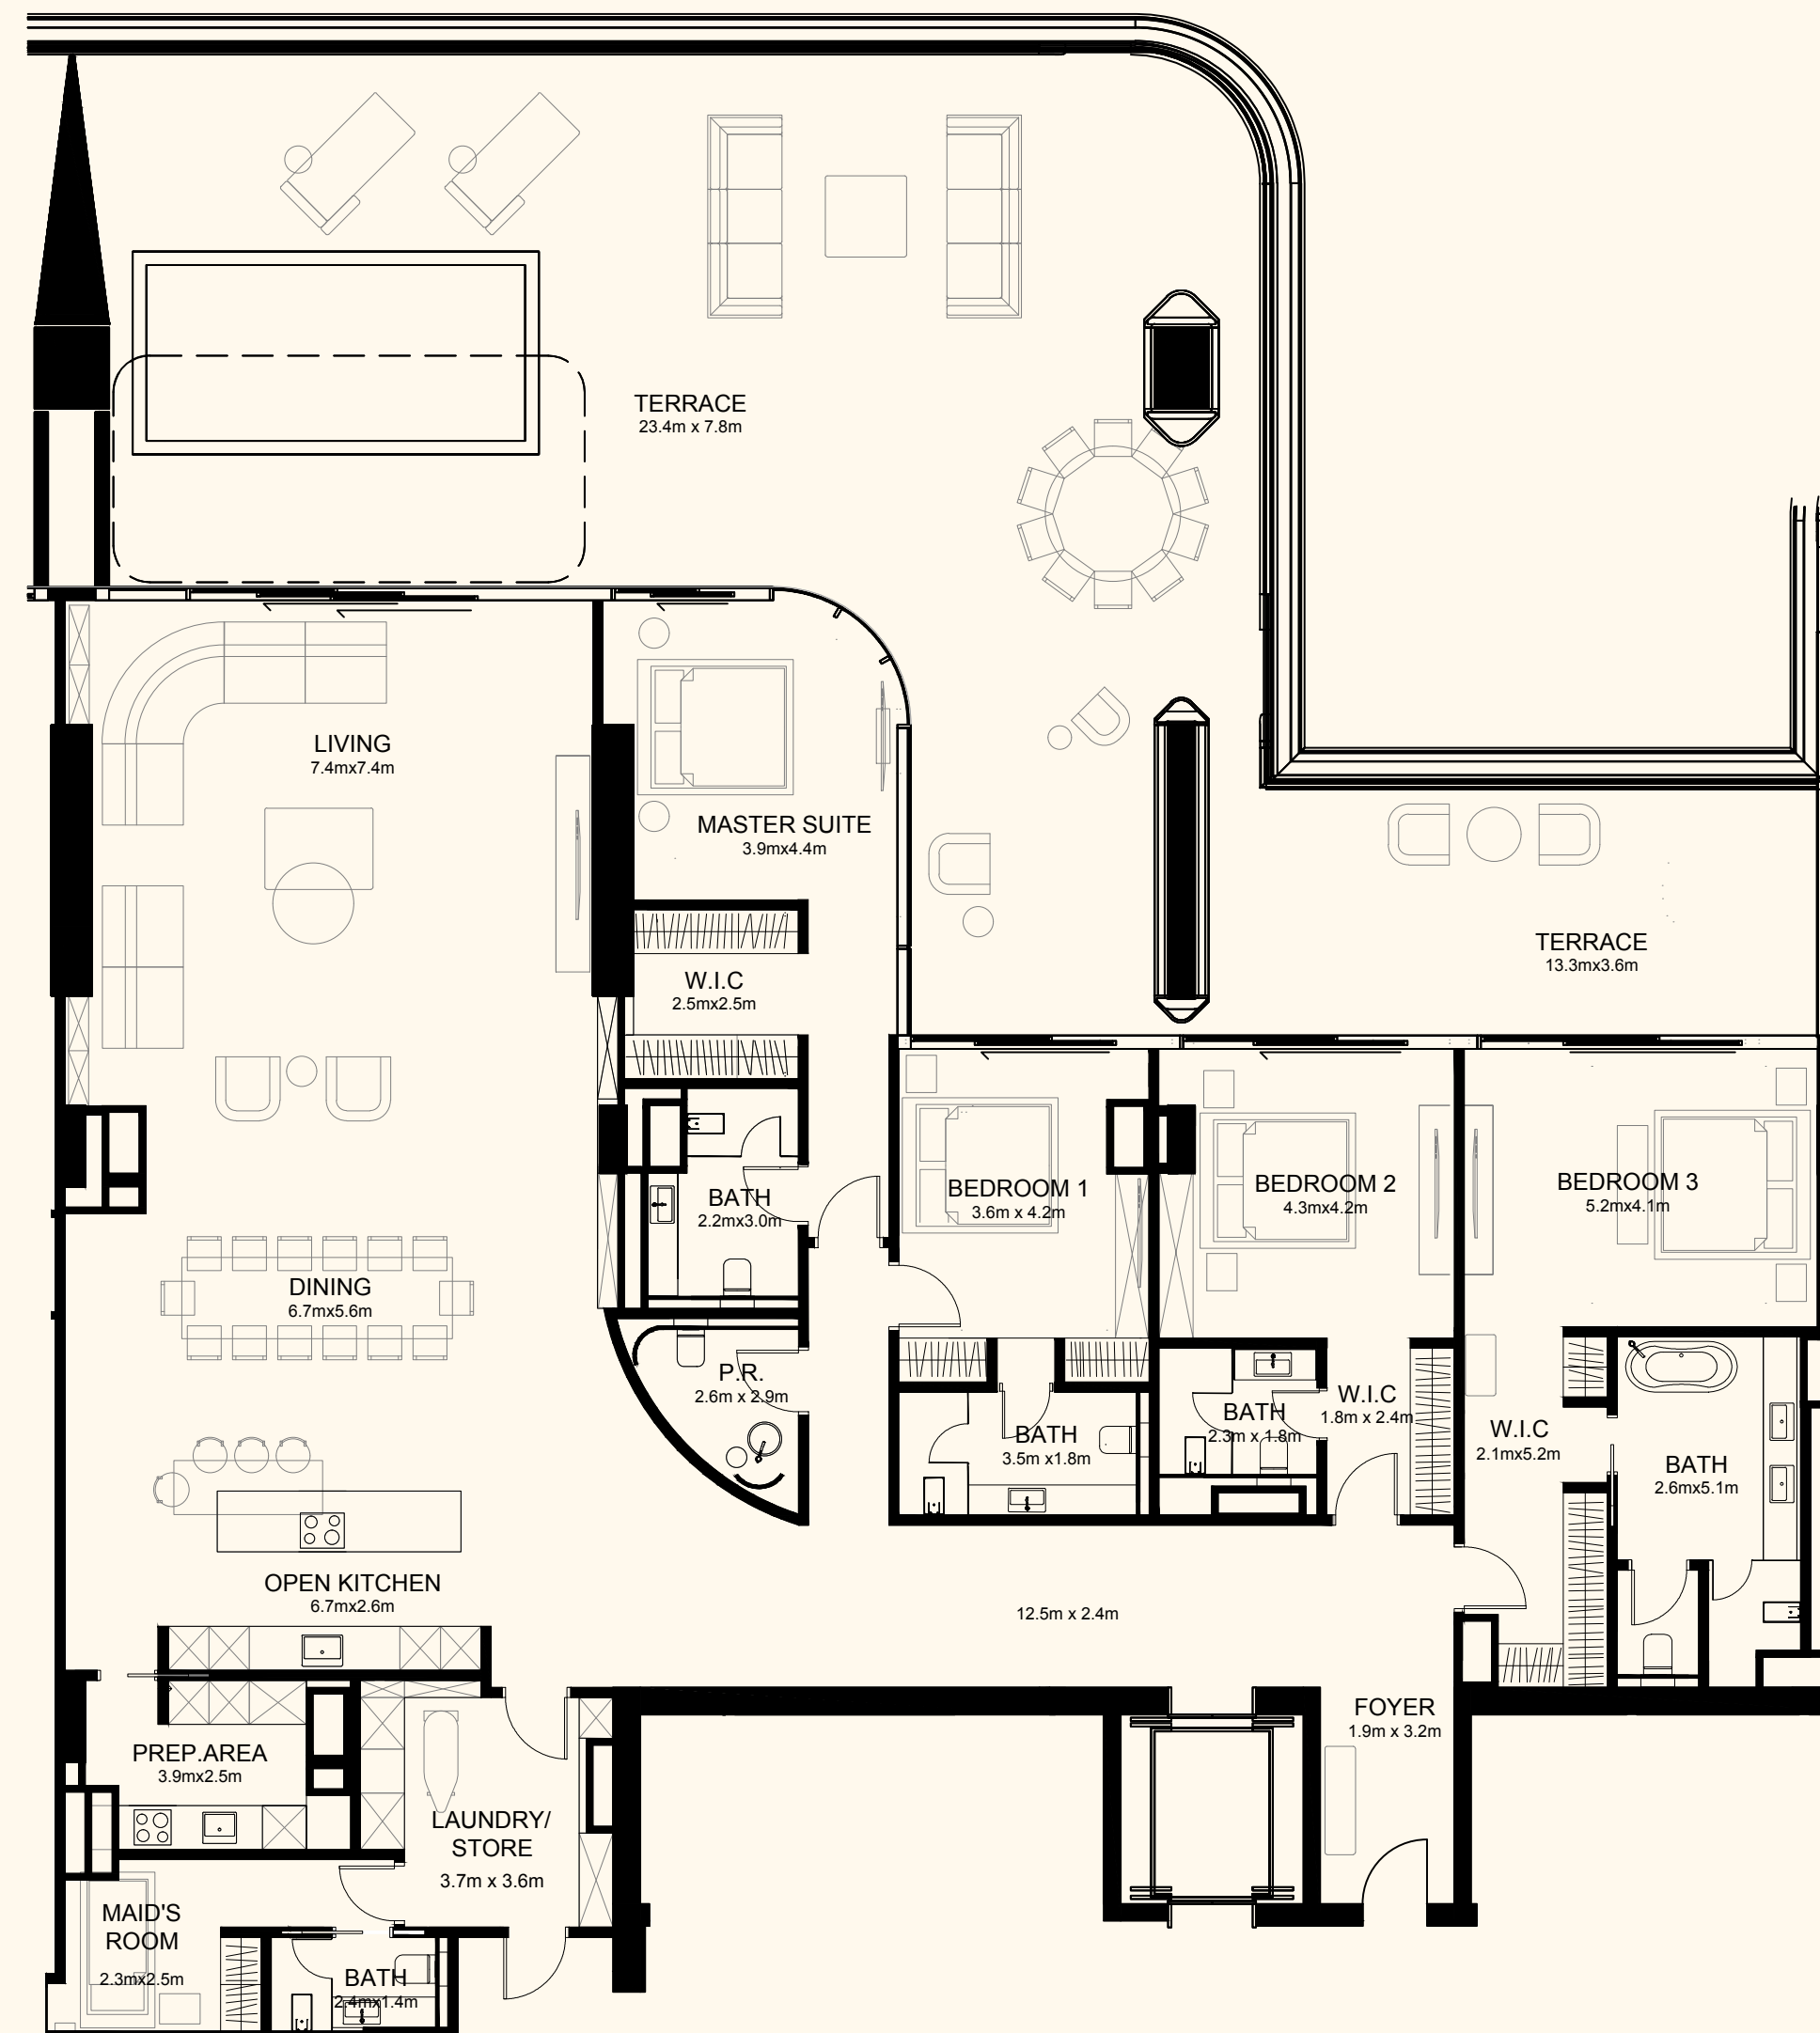 TERRACE
23.4m x 7.8m
LIVING
7.4mx7.4m
MASTER SUITE
3.9mx4.4m
TERRACE
13.3mx3.6m
W.I.C
2.5mx2.5m
BATH
2.2mx3.0m
BEDROOM 1
3.6m x 4.2m
BEDROOM 2
4.3mx4.2m
BEDROOM 3
5.2mx4.1m
DINING
6.7mx5.6m
P.R.
2.6m x 2.9m
BATH
3.5m x1.8m
BATH
2.3m x 1.8m
W.I.C
1.8m x 2.4m
W.I.C
2.1mx5.2m
BATH
2.6mx5.1m
OPEN KITCHEN
6.7mx2.6m
12.5m x 2.4m
FOYER
1.9m x 3.2m
PREP.AREA
3.9mx2.5m
LAUNDRY/
STORE
3.7m x 3.6m
MAID'S
ROOM
2.3mx2.5m
BATH
2.4mx1.4m